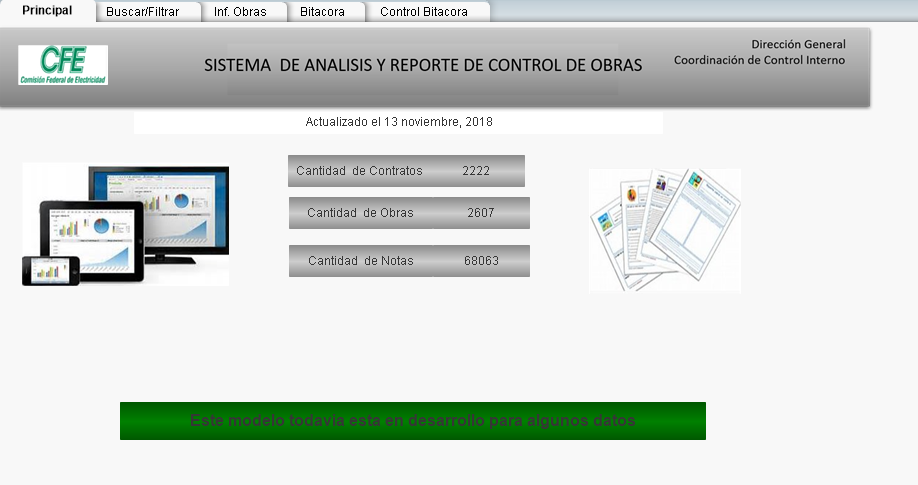 Principal
Buscar/Filtrar
Inf. Obras
Bitacora
Control Bitacora
CFE
Comisión Federal de Electricidad
SISTEMA DE ANALISIS Y REPORTE DE CONTROL DE OBRAS
Dirección General
Coordinación de Control Interno
Actualizado el 13 noviembre, 2018
Cantidad de Contratos 2222
Cantidad de Obras 2607
Cantidad de Notas 68063
Este modelo todavia esta en desarrollo para algunos datos